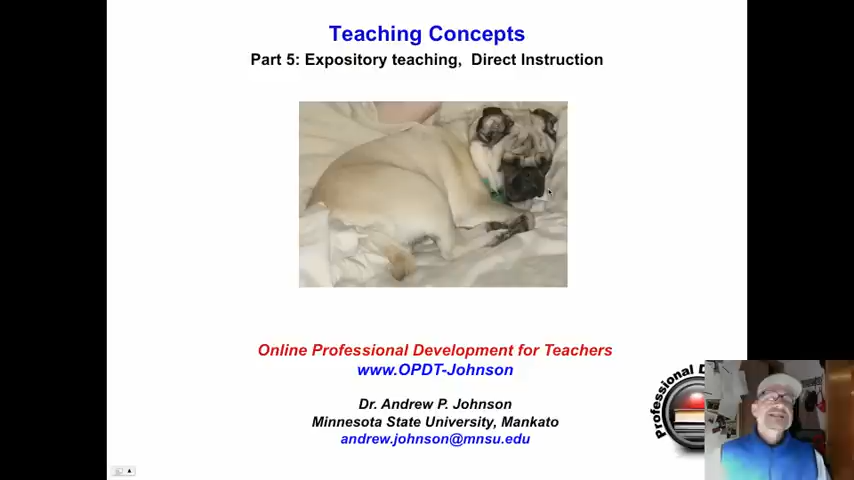 Teaching Concepts
Part 5: Expository teaching, Direct Instruction
Online Professional Development for Teachers
www.OPDT-Johnson
Dr. Andrew P. Johnson
Minnesota State University, Mankato
andrew.johnson@mnsu.edu
Professional D